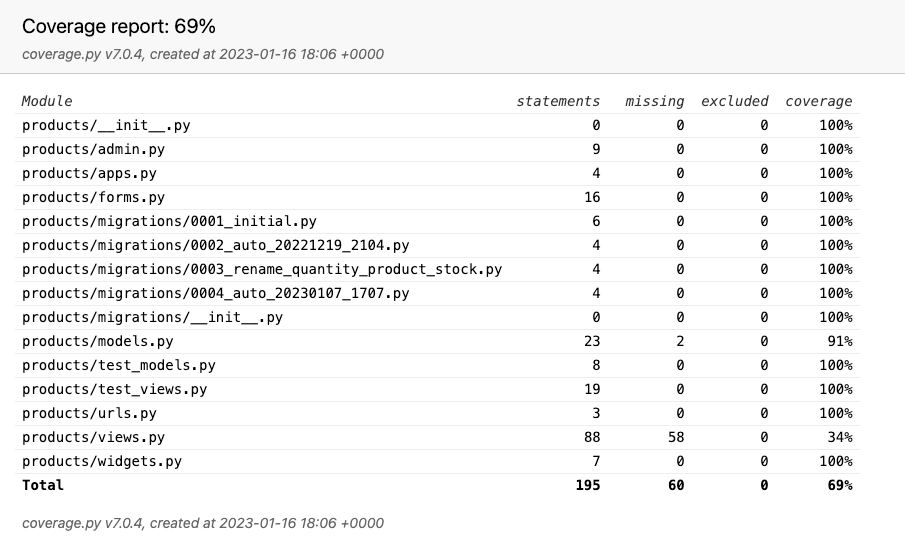 Coverage report: 69%
coverage.py v7.0.4, created at 2023-01-16 18:06 +0000
Module statements missing excluded coverage
products/__init__.py 0 0 0 100%
products/admin.py 9 0 0 100%
products/apps.py 4 0 0 100%
products/forms.py 16 0 0 100%
products/migrations/0001_initial.py 6 0 0 100%
products/migrations/0002_auto_20221219_2104.py 4 0 0 100%
products/migrations/0003_rename_quantity_product_stock.py 4 0 0 100%
products/migrations/0004_auto_20230107_1707.py 4 0 0 100%
products/migrations/__init__.py 0 0 0 100%
products/models.py 23 2 0 91%
products/test_models.py 8 0 0 100%
products/test_views.py 19 0 0 100%
products/urls.py 3 0 0 100%
products/views.py 88 58 0 34%
products/widgets.py 7 0 0 100%
Total 195 60 0 69%
coverage.py v7.0.4, created at 2023-01-16 18:06 +0000